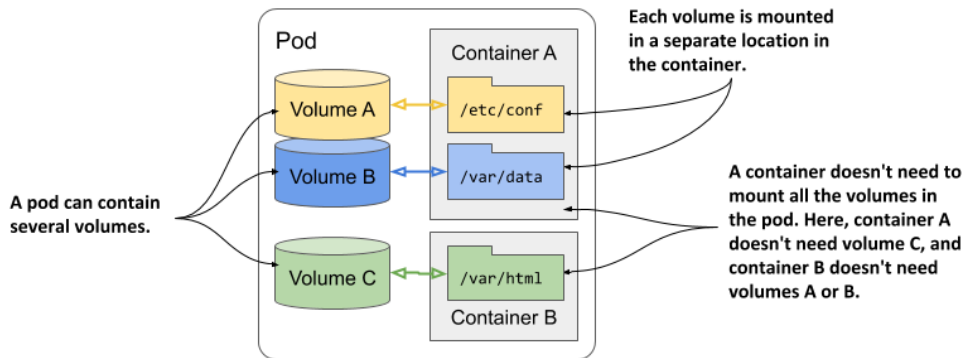 Pod
Container A
Volume A
/etc/conf
Volume B
/var/data
Volume C
/var/html
Container B
A pod can contain
several volumes.
Each volume is mounted
in a separate location in
the container.
A container doesn't need to
mount all the volumes in
the pod. Here, container A
doesn't need volume C, and
container B doesn't need
volumes A or B.